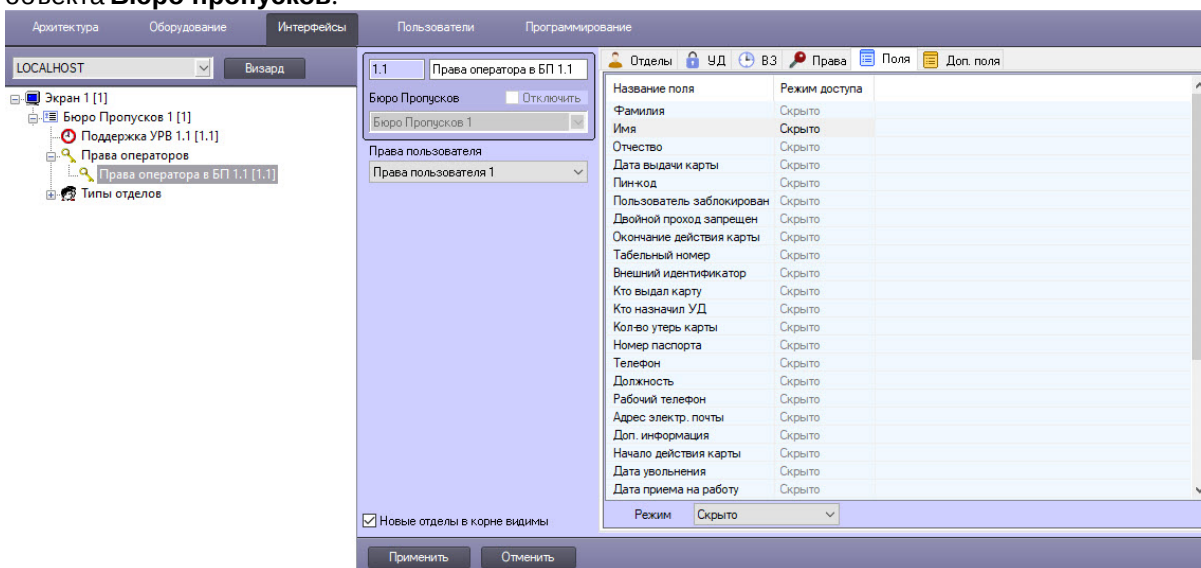 объекта Бюро пропусков.
Архитектура Оборудование Интерфейсы Пользователи Программирование
LOCALHOST Визард
Экран 1 [1]
Бюро Пропусков 1 [1]
Поддержка УРВ 1.1 [1.1]
Права операторов
Права оператора в БП 1.1 [1.1]
Типы отделов
1.1 Права оператора в БП 1.1
Бюро Пропусков Отключить
Бюро Пропусков 1
Права пользователя
Права пользователя 1
Новые отделы в корне видимы
Отделы УД ВЗ Права Поля Доп. поля
Название поля Режим доступа
Фамилия Скрыто
Имя Скрыто
Отчество Скрыто
Дата выдачи карты Скрыто
Пин-код Скрыто
Пользователь заблокирован Скрыто
Двойной проход запрещен Скрыто
Окончание действия карты Скрыто
Табельный номер Скрыто
Внешний идентификатор Скрыто
Кто выдал карту Скрыто
Кто назначил УД Скрыто
Кол-во утерь карты Скрыто
Номер паспорта Скрыто
Телефон Скрыто
Должность Скрыто
Рабочий телефон Скрыто
Адрес электр. почты Скрыто
Доп. информация Скрыто
Начало действия карты Скрыто
Дата увольнения Скрыто
Дата приема на работу Скрыто
Режим Скрыто
Применить Отменить